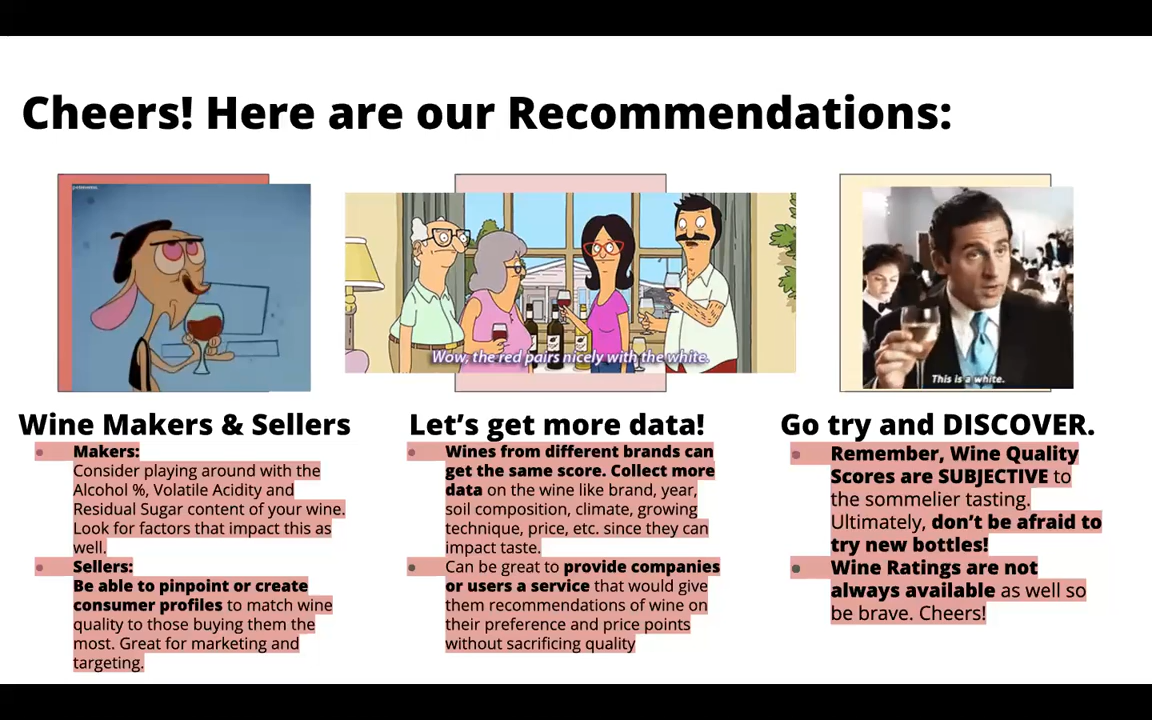 Cheers! Here are our Recommendations:
Wow, the red pairs nicely with the white.
This is a white.
Wine Makers & Sellers
Makers:
Consider playing around with the
Alcohol %, Volatile Acidity and
Residual Sugar content of your wine.
Look for factors that impact this as
well.
Sellers:
Be able to pinpoint or create
consumer profiles to match wine
quality to those buying them the
most. Great for marketing and
targeting.
Let’s get more data!
Wines from different brands can
get the same score. Collect more
data on the wine like brand, year,
soil composition, climate, growing
technique, price, etc. since they can
impact taste.
Can be great to provide companies
or users a service that would give
them recommendations of wine on
their preference and price points
without sacrificing quality
Go try and DISCOVER.
Remember, Wine Quality
Scores are SUBJECTIVE to
the sommelier tasting.
Ultimately, don’t be afraid to
try new bottles!
Wine Ratings are not
always available as well so
be brave. Cheers!